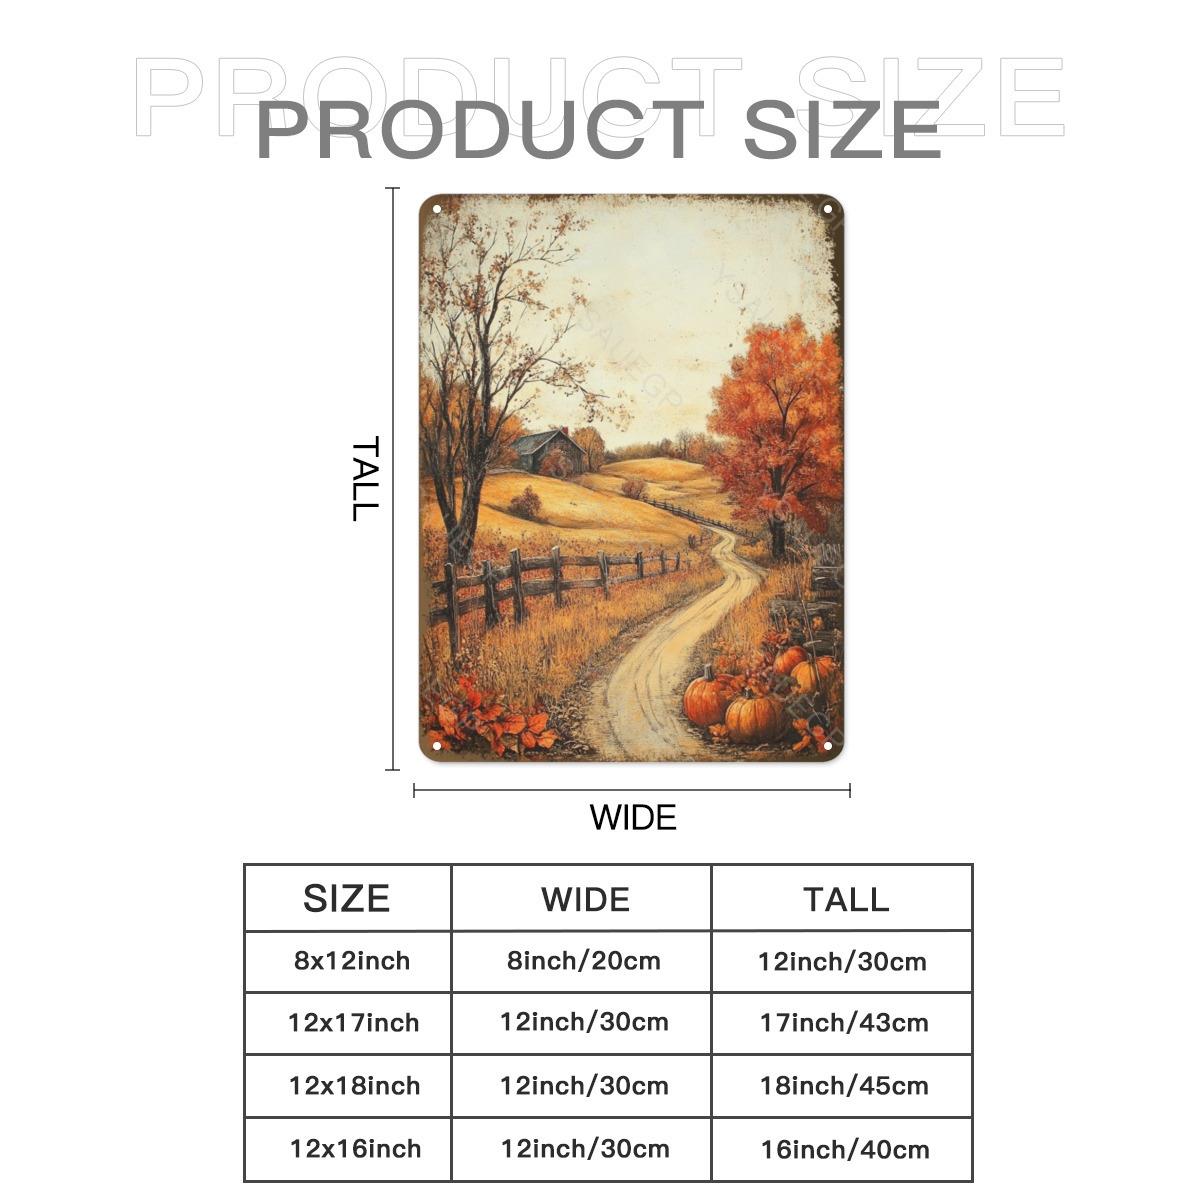 PRODUCT SIZE
PRODUCT SIZE
TALL
WIDE
SIZE WIDE TALL
8x12inch 8inch/20cm 12inch/30cm
12x17inch 12inch/30cm 17inch/43cm
12x18inch 12inch/30cm 18inch/45cm
12x16inch 12inch/30cm 16inch/40cm